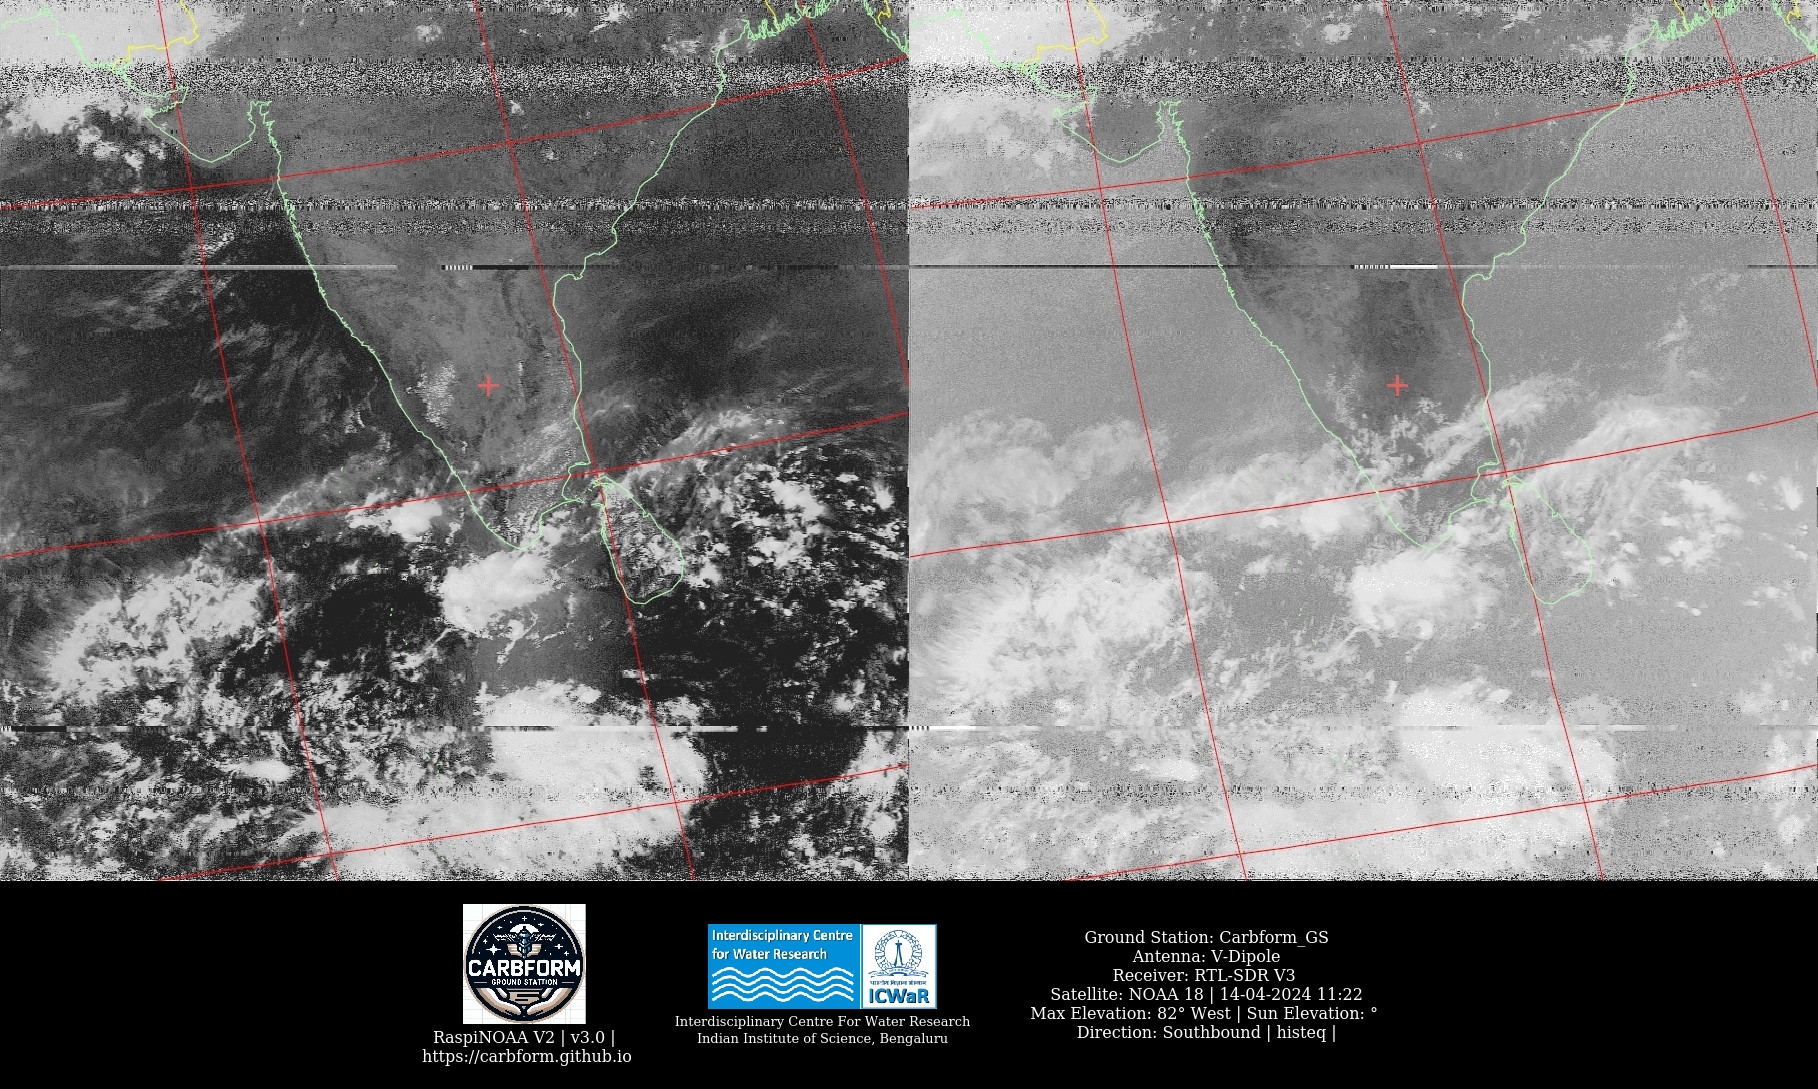 CARBFORM
GROUND STATTION
RaspiNOAA V2 | v3.0 |
https://carbform.github.io
Interdisciplinary Centre
for Water Research
ICWaR
Interdisciplinary Centre For Water Research
Indian Institute of Science, Bengaluru
Ground Station: Carbform_GS
Antenna: V-Dipole
Receiver: RTL-SDR V3
Satellite: NOAA 18 | 14-04-2024 11:22
Max Elevation: 82° West | Sun Elevation: °
Direction: Southbound | histeq |